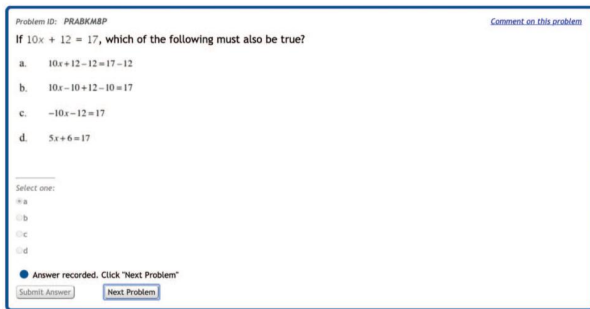 Problem ID: PRABKMBP Comment on this problem
If 10x + 12 = 17, which of the following must also be true?
a. 10x+12−12=17−12
b. 10x−10+12−10=17
c. −10x−12=17
d. 5x+6=17
Select one:
a
b
c
d
Answer recorded. Click "Next Problem"
Submit Answer Next Problem